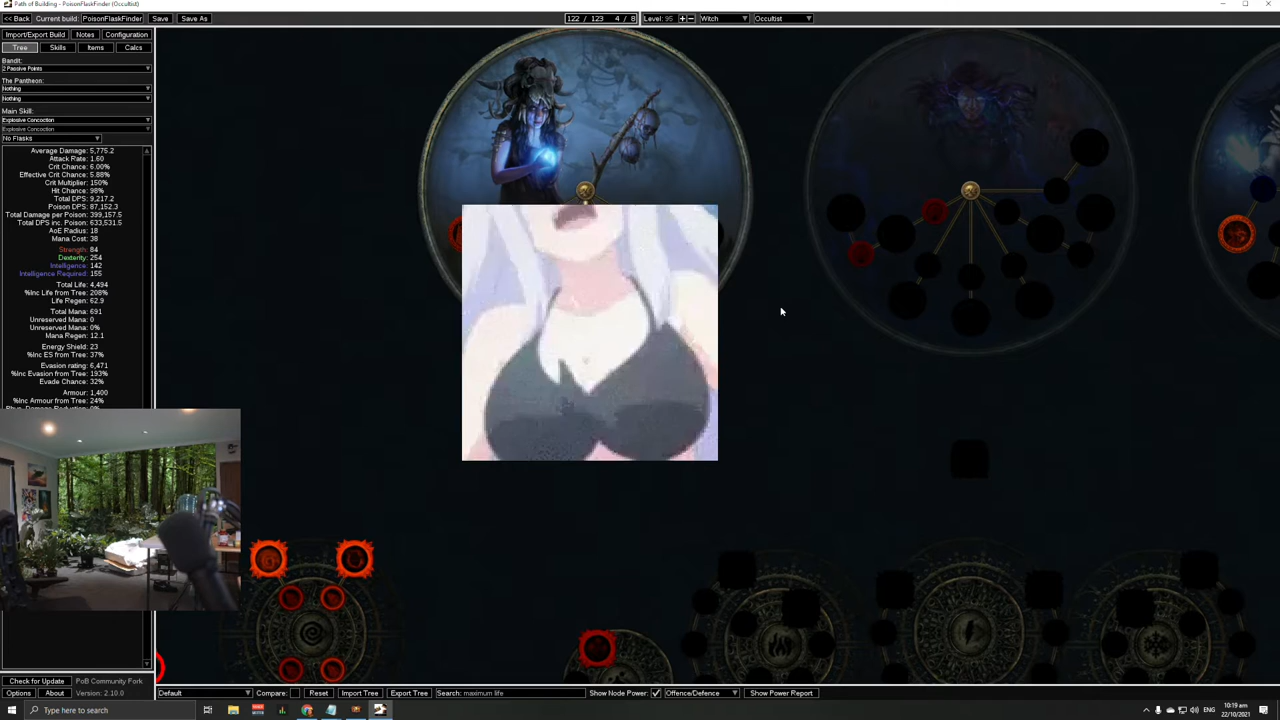 Path of Building - PoisonFlaskFinder (Occultist)
<< Back Current build: PoisonFlaskFinder Save Save As 122 / 123 4 / 8 Level: 95 + - Witch Occultist
Import/Export Build Notes Configuration
Tree Skills Items Calcs
Bandit:
2 Passive Points
The Pantheon:
Nothing
Nothing
Main Skill:
Explosive Concoction
Explosive Concoction
No Flasks
Average Damage: 5,775.2
Attack Rate: 1.60
Crit Chance: 6.00%
Effective Crit Chance: 5.88%
Crit Multiplier: 150%
Hit Chance: 98%
Total DPS: 9,217.2
Poison DPS: 87,152.3
Total Damage per Poison: 399,157.5
Total DPS inc. Poison: 633,531.5
AoE Radius: 18
Mana Cost: 38
Strength: 84
Dexterity: 254
Intelligence: 142
Intelligence Required: 155
Total Life: 4,494
%Inc Life from Tree: 208%
Life Regen: 62.9
Total Mana: 691
Unreserved Mana: 0
Unreserved Mana: 0%
Mana Regen: 12.1
Energy Shield: 23
%Inc ES from Tree: 37%
Evasion rating: 6,471
%Inc Evasion from Tree: 193%
Evade Chance: 32%
Armour: 1,400
%Inc Armour from Tree: 24%
Check for Update PoB Community Fork
Options About Version: 2.10.0
Default Compare: Reset Import Tree Export Tree Search: maximum life Show Node Power: Offence/Defence Show Power Report
Type here to search
ENG
10:19 am
22/10/2021